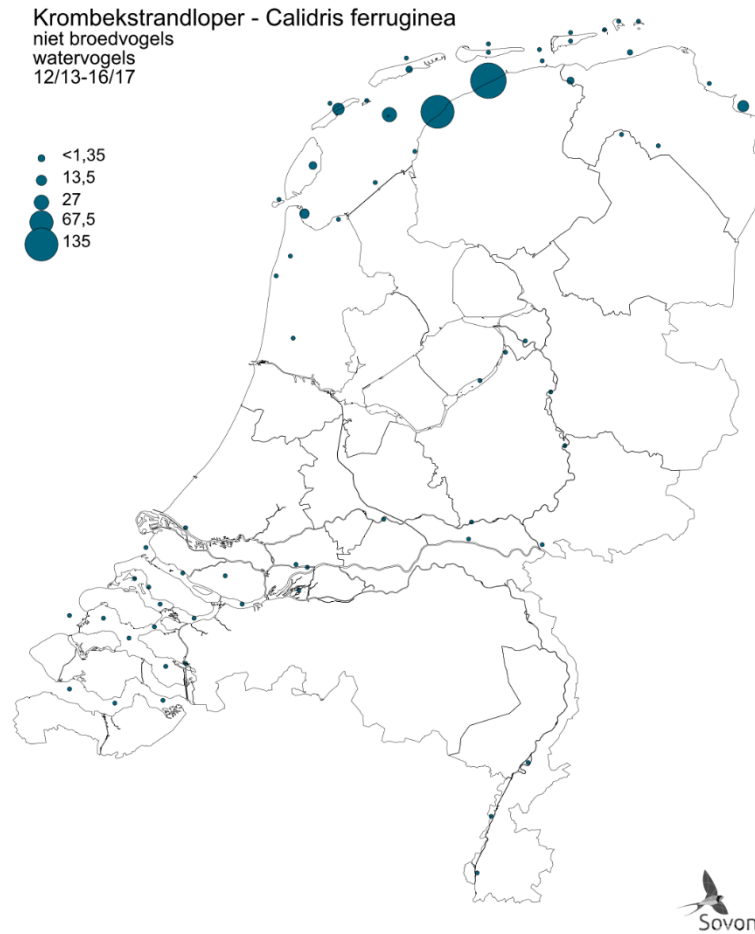 Krombekstrandloper - Calidris ferruginea
niet broedvogels
watervogels
12/13-16/17
<1,35
13,5
27
67,5
135
Sovon